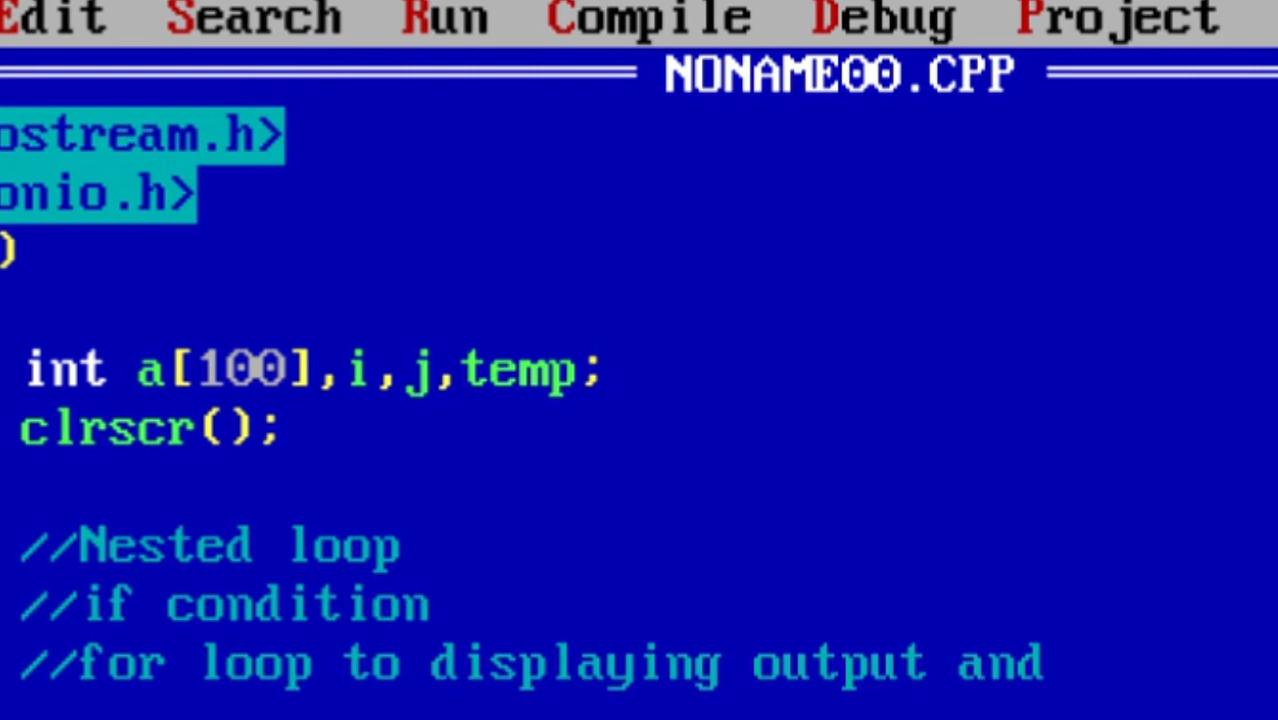 Edit Search Run Compile Debug Project
NONAME00.CPP
ostream.h>
onio.h>
)
int a[100],i,j,temp;
clrscr();
//Nested loop
//if condition
//for loop to displaying output and